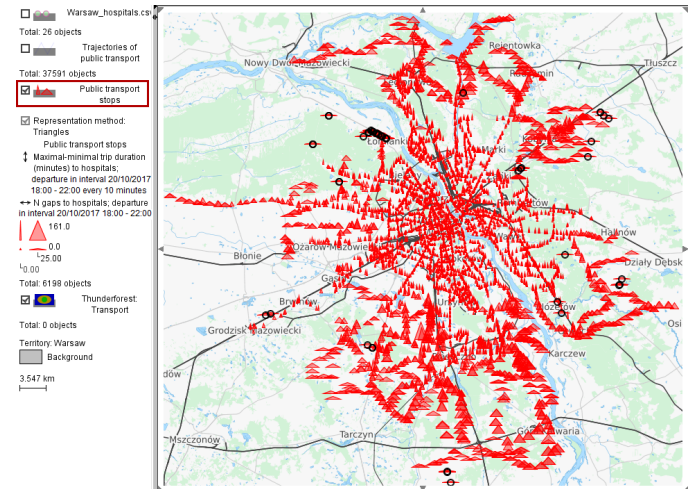 Warsaw_hospitals.csv
Total: 26 objects
Trajectories of
public transport
Total: 37591 objects
Public transport
stops
Representation method:
Triangles
Public transport stops
Maximal-minimal trip duration
(minutes) to hospitals;
departure in interval 20/10/2017
18:00 - 22:00 every 10 minutes
N gaps to hospitals; departure
in interval 20/10/2017 18:00 - 22:00
161.0
0.0
25.00
0.00
Total: 6198 objects
Thunderforest:
Transport
Total: 0 objects
Territory: Warsaw
Background
3.547 km
Rejentówka
Nowy Dwór Mazowiecki
Tłuszcz
Łomianki
Marki
Halinów
Ożarów Mazowiecki
Błonie
Działy Dębsk
Brwinów
Józefów
Osi
Grodzisk Mazowiecki
Karczew
Góra Kalwaria
Tarczyn
Mszczonów